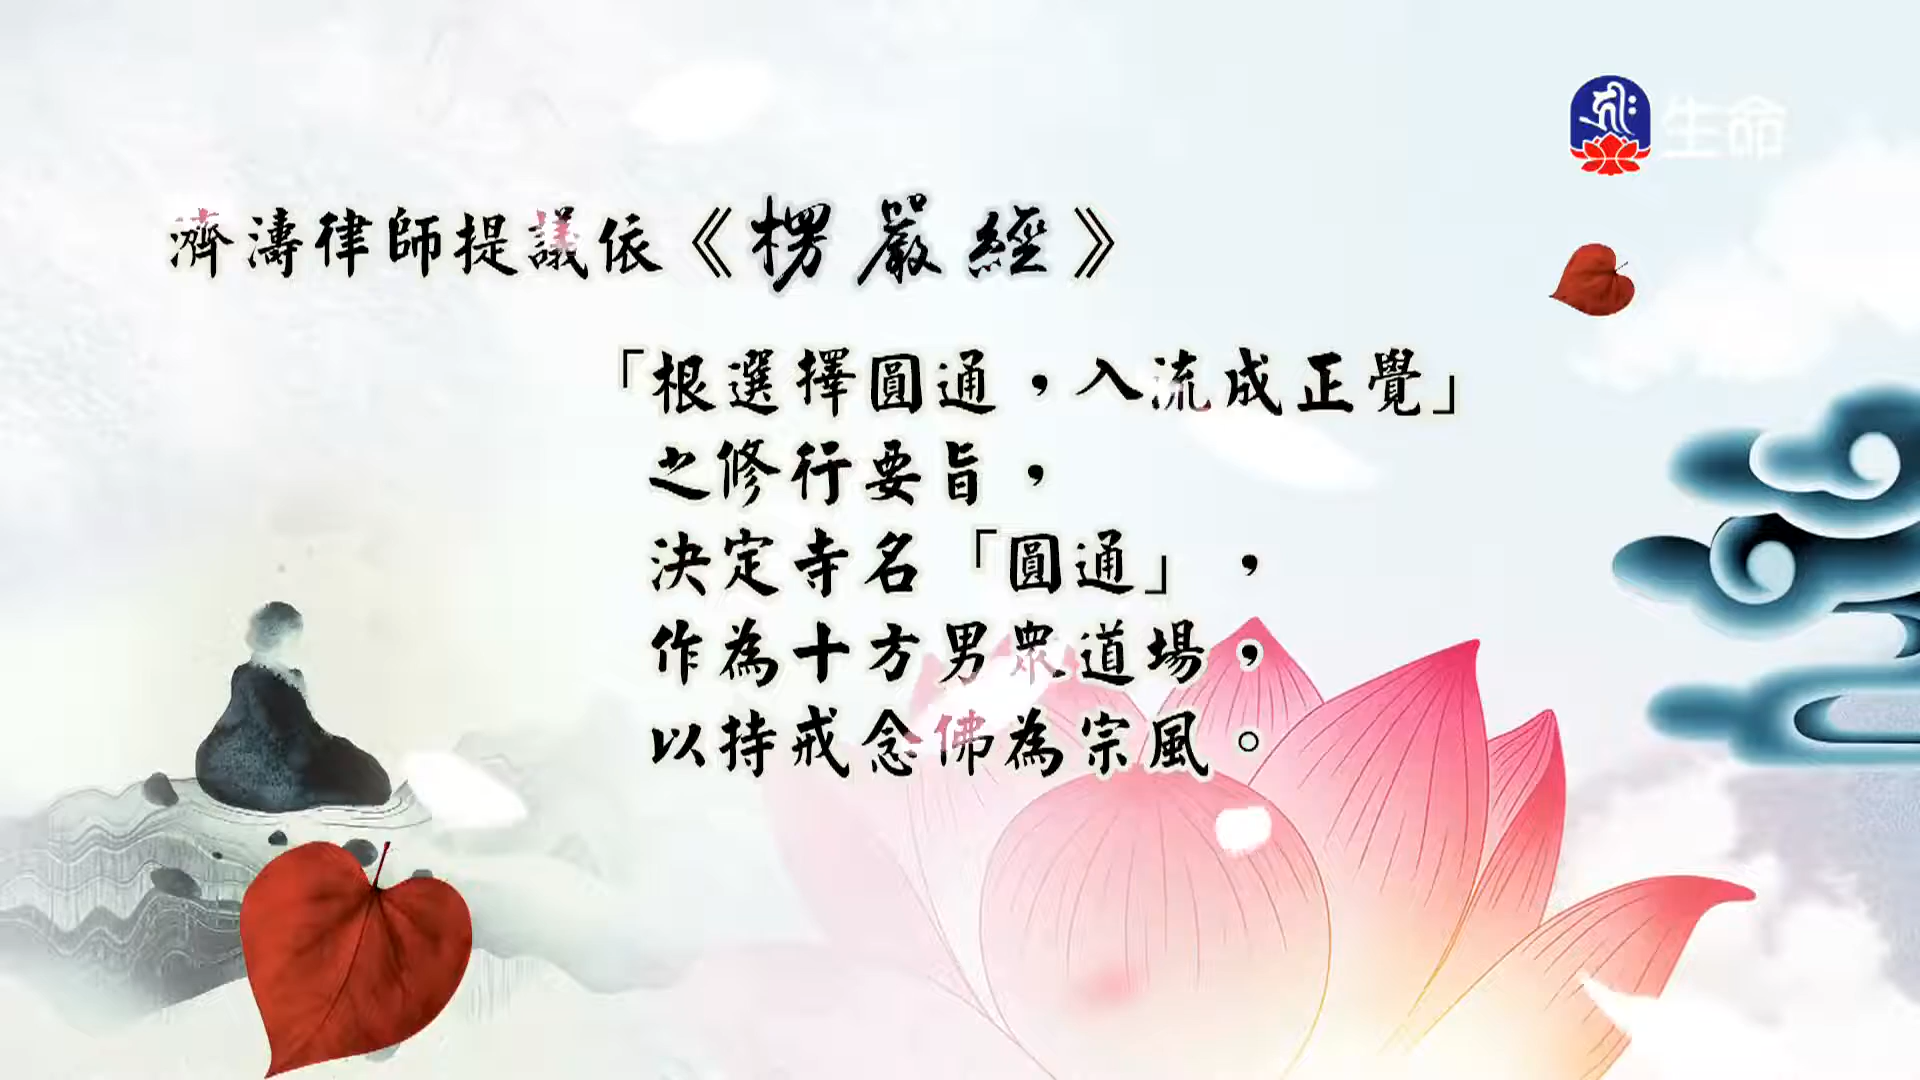 生命
濟濤律師提議依《楞嚴經》
「根選擇圓通，入流成正覺」
之修行要旨，
決定寺名「圓通」，
作為十方男眾道場，
以持戒念佛為宗風。